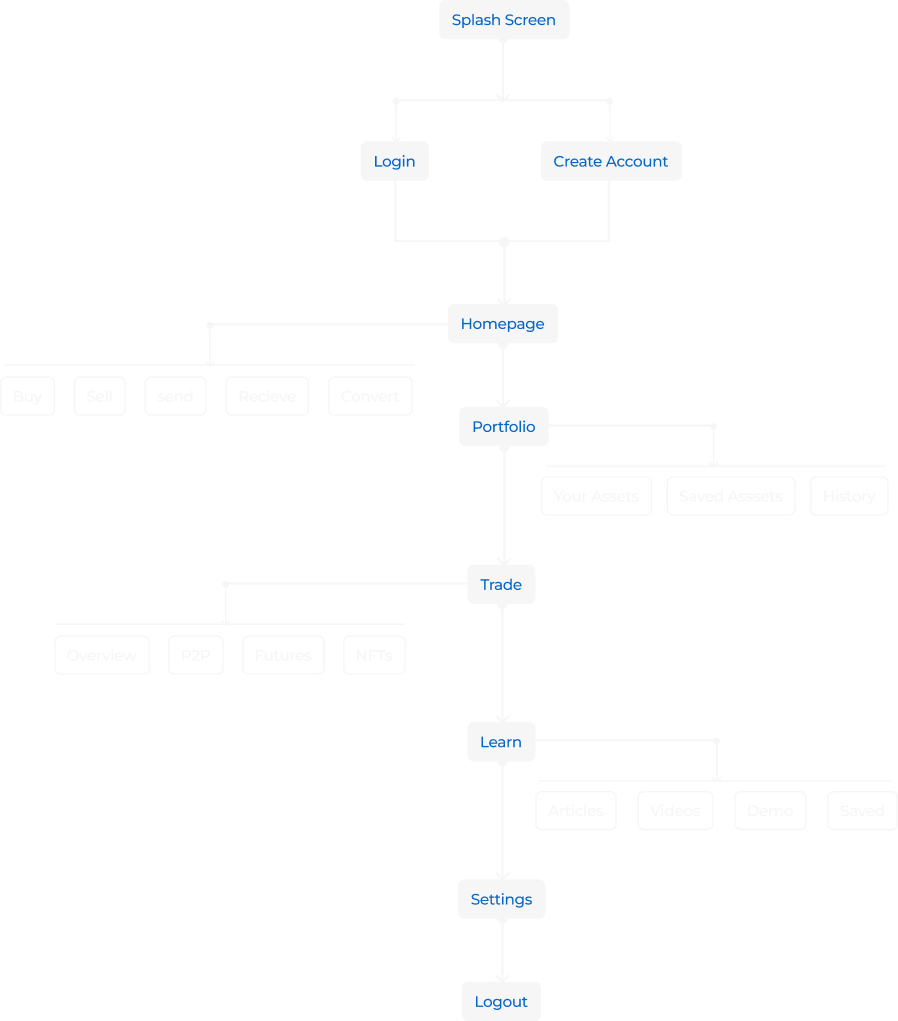 Splash Screen
Login
Create Account
Homepage
Buy
Sell
send
Recieve
Convert
Portfolio
Your Assets
Saved Asssets
History
Trade
Overview
P2P
Futures
NFTs
Learn
Articles
Videos
Demo
Saved
Settings
Logout